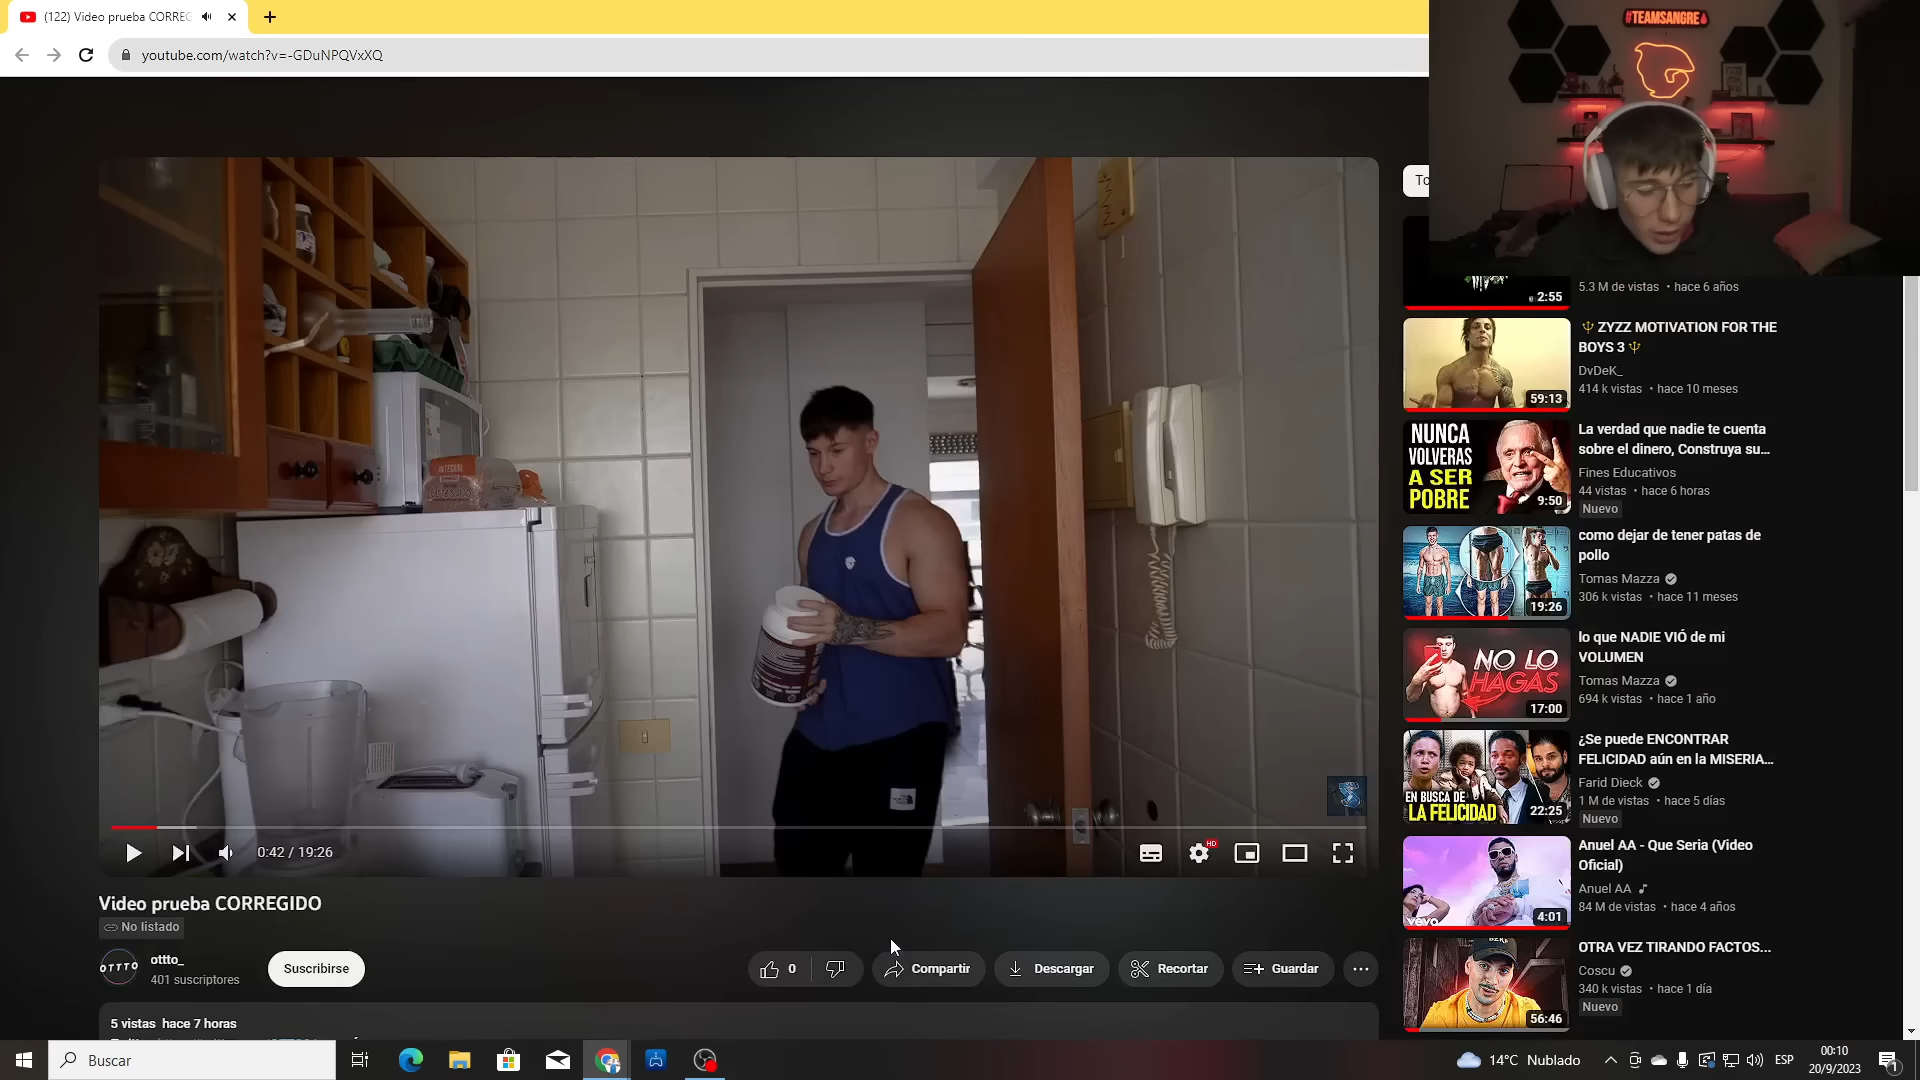 (122) Video prueba CORREG
youtube.com/watch?v=-GDuNPQVxXQ
#TEAMSANGRE
To
2:55
5.3 M de vistas • hace 6 años
ZYZZ MOTIVATION FOR THE
BOYS 3
DvDeK_
414 k vistas • hace 10 meses
59:13
NUNCA
VOLVERAS
A SER
POBRE
9:50
La verdad que nadie te cuenta
sobre el dinero, Construya su...
Fines Educativos
44 vistas • hace 6 horas
Nuevo
como dejar de tener patas de
pollo
Tomas Mazza
306 k vistas • hace 11 meses
19:26
NO LO
HAGAS
17:00
lo que NADIE VIÓ de mi
VOLUMEN
Tomas Mazza
694 k vistas • hace 1 año
EN BUSCA DE
LA FELICIDAD
22:25
¿Se puede ENCONTRAR
FELICIDAD aún en la MISERIA...
Farid Dieck
1 M de vistas • hace 5 días
Nuevo
vevo
4:01
Anuel AA - Que Seria (Video
Oficial)
Anuel AA
84 M de vistas • hace 4 años
56:46
OTRA VEZ TIRANDO FACTOS...
Coscu
340 k vistas • hace 1 día
Nuevo
INTEGRAL
0:42 / 19:26
HD
Video prueba CORREGIDO
No listado
OTTTO
ottto_
401 suscriptores
Suscribirse
0
Compartir
Descargar
Recortar
Guardar
5 vistas hace 7 horas
Buscar
14°C Nublado
ESP
00:10
20/9/2023
1